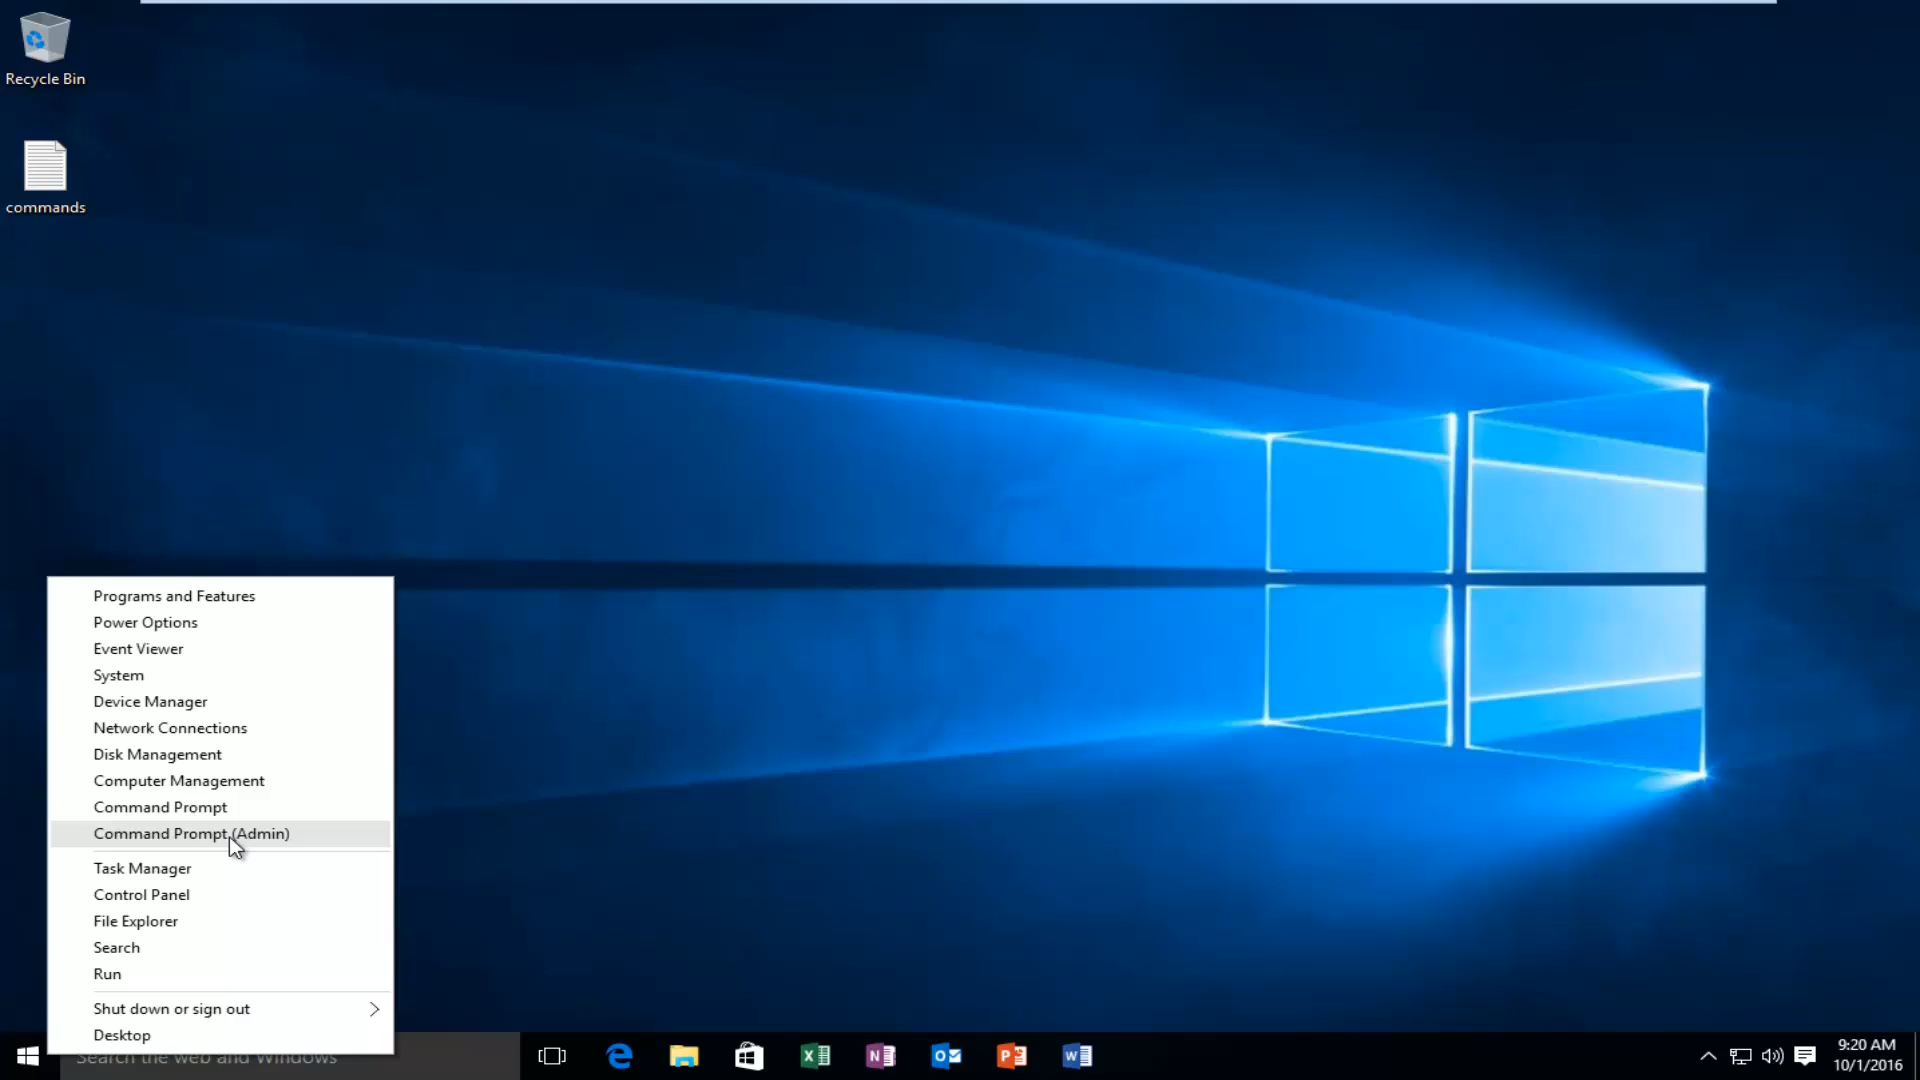 Recycle Bin
commands
Programs and Features
Power Options
Event Viewer
System
Device Manager
Network Connections
Disk Management
Computer Management
Command Prompt
Command Prompt (Admin)
Task Manager
Control Panel
File Explorer
Search
Run
Shut down or sign out
Desktop
Search the web and Windows
X
N
O
P
W
9:20 AM
10/1/2016